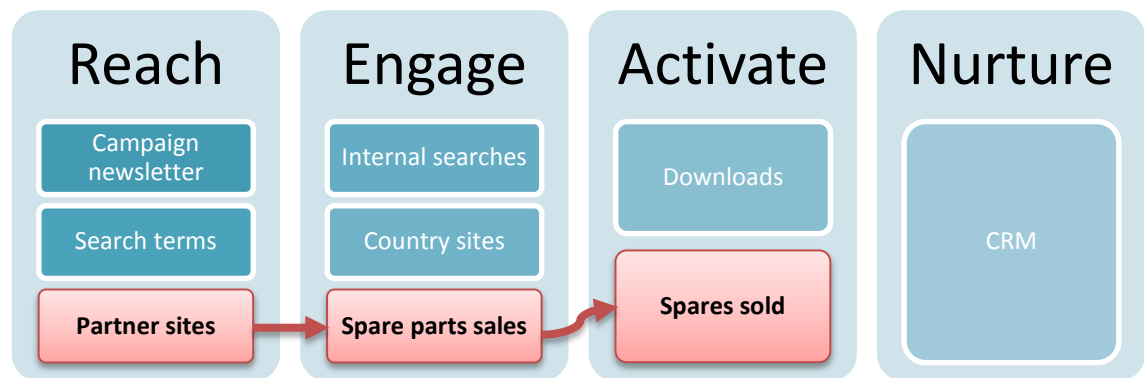 Reach
Campaign
newsletter
Search terms
Partner sites
Engage
Internal searches
Country sites
Spare parts sales
Activate
Downloads
Spares sold
Nurture
CRM